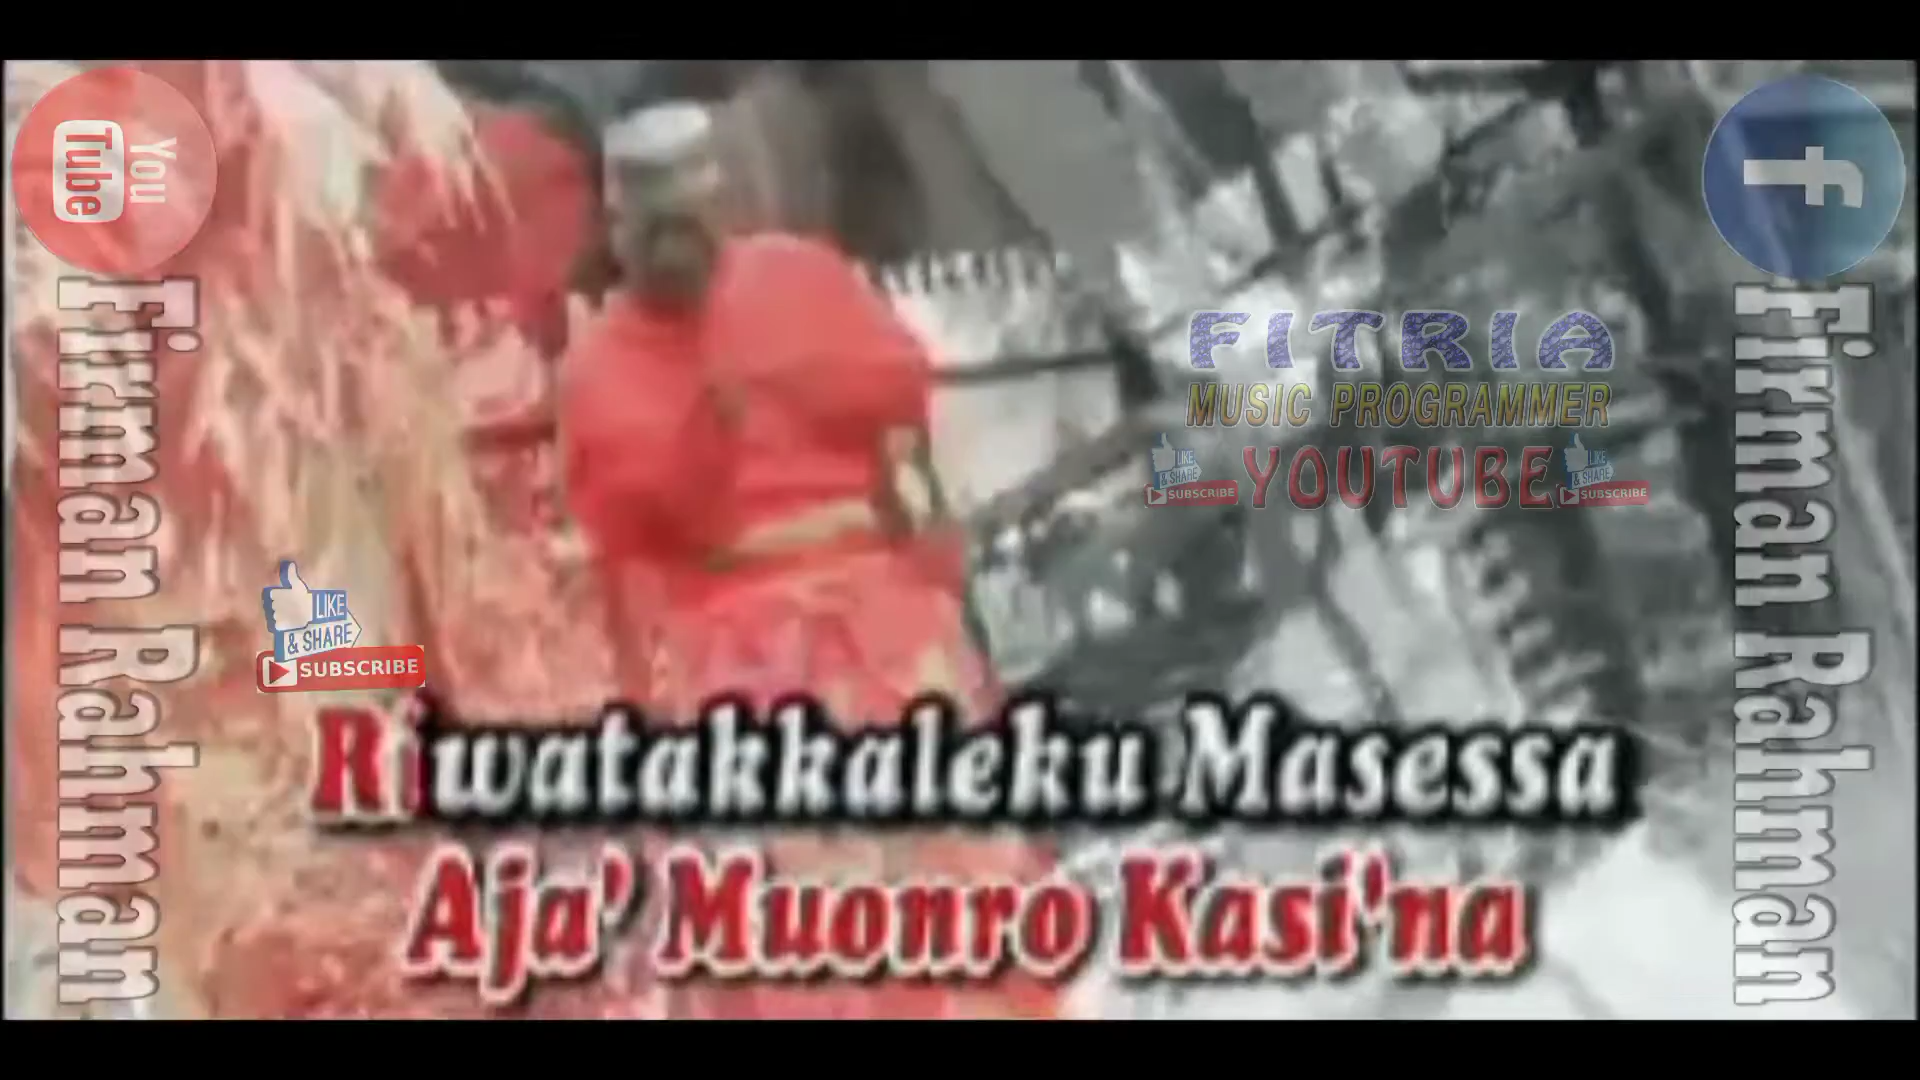 You
Tube
Firman Rahman
f
Firman Rahman
FITRIA
MUSIC PROGRAMMER
YOUTUBE
LIKE
& SHARE
SUBSCRIBE
LIKE
& SHARE
SUBSCRIBE
LIKE
& SHARE
SUBSCRIBE
Riwatakkaleku Masessa
Aja' Muonro Kasi'na